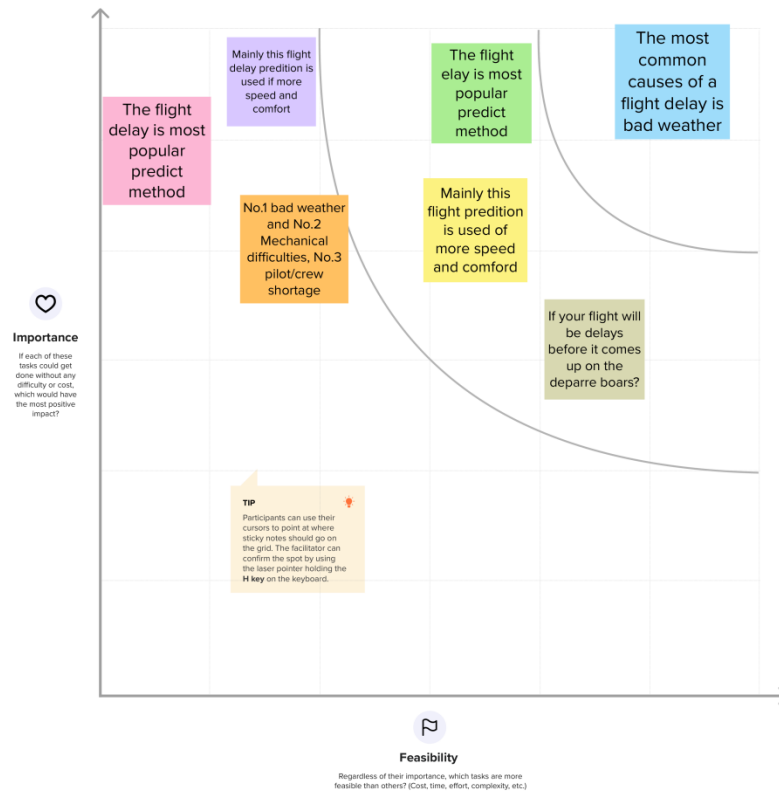 Mainly this flight
delay predition is
used if more
speed and
comfort
The flight
elay is most
popular
predict
method
The most
common
causes of a
flight delay is
bad weather
The flight
delay is most
popular
predict
method
No.1 bad weather
and No.2
Mechanical
difficulties, No.3
pilot/crew
shortage
Mainly this
flight predition
is used of
more speed
and comford
If your flight will
be delays
before it comes
up on the
deparre boars?
Importance
If each of these
tasks could get
done without any
difficulty or cost,
which would have
the most positive
impact?
TIP
Participants can use their
cursors to point at where
sticky notes should go on
the grid. The facilitator can
confirm the spot by using
the laser pointer holding the
H key on the keyboard.
Feasibility
Regardless of their importance, which tasks are more
feasible than others? (Cost, time, effort, complexity, etc.)